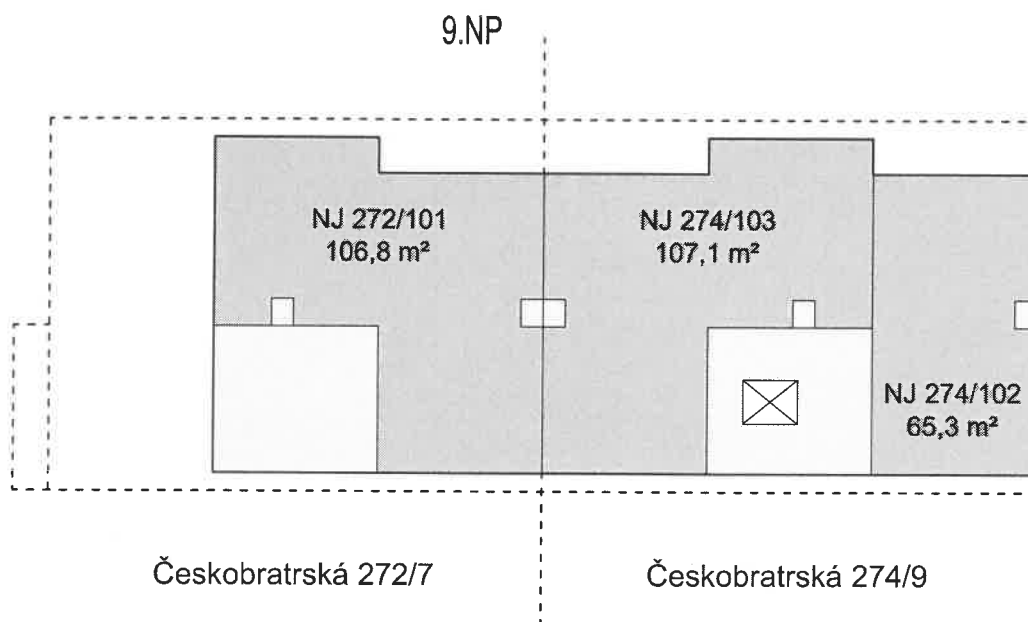 9.NP
NJ 272/101
106,8 m²
NJ 274/103
107,1 m²
NJ 274/102
65,3 m²
Českobratrská 272/7
Českobratrská 274/9